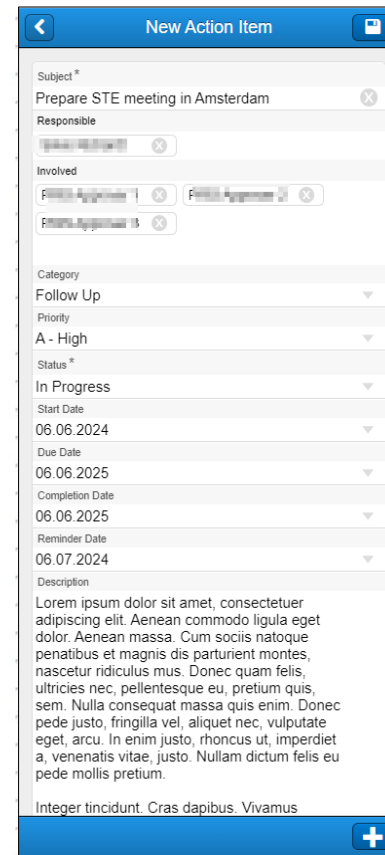 New Action Item
Subject *
Prepare STE meeting in Amsterdam
Responsible
Involved
Category
Follow Up
Priority
A - High
Status *
In Progress
Start Date
06.06.2024
Due Date
06.06.2025
Completion Date
06.06.2025
Reminder Date
06.07.2024
Description
Lorem ipsum dolor sit amet, consectetuer
adipiscing elit. Aenean commodo ligula eget
dolor. Aenean massa. Cum sociis natoque
penatibus et magnis dis parturient montes,
nascetur ridiculus mus. Donec quam felis,
ultricies nec, pellentesque eu, pretium quis,
sem. Nulla consequat massa quis enim. Donec
pede justo, fringilla vel, aliquet nec, vulputate
eget, arcu. In enim justo, rhoncus ut, imperdiet
a, venenatis vitae, justo. Nullam dictum felis eu
pede mollis pretium.
Integer tincidunt. Cras dapibus. Vivamus